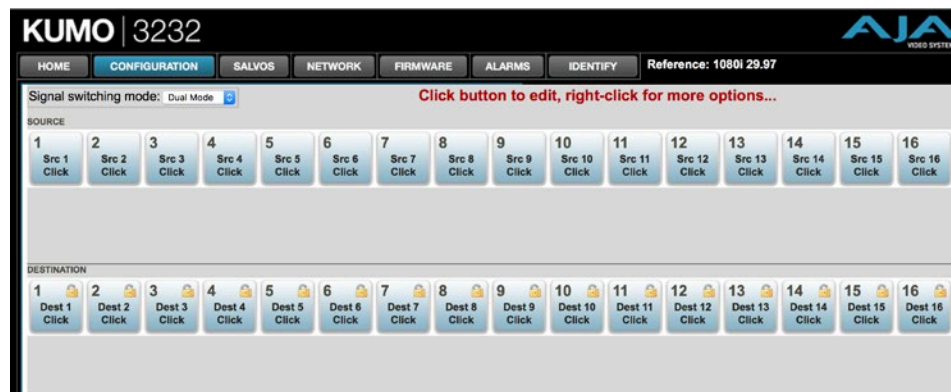 KUMO | 3232
AJA
VIDEO SYSTEMS
HOME CONFIGURATION SALVOS NETWORK FIRMWARE ALARMS IDENTIFY Reference: 1080i 29.97
Signal switching mode: Dual Mode Click button to edit, right-click for more options...
SOURCE
1 2 3 4 5 6 7 8 9 10 11 12 13 14 15 16
Src 1 Src 2 Src 3 Src 4 Src 5 Src 6 Src 7 Src 8 Src 9 Src 10 Src 11 Src 12 Src 13 Src 14 Src 15 Src 16
Click Click Click Click Click Click Click Click Click Click Click Click Click Click Click Click
DESTINATION
1 2 3 4 5 6 7 8 9 10 11 12 13 14 15 16
Dest 1 Dest 2 Dest 3 Dest 4 Dest 5 Dest 6 Dest 7 Dest 8 Dest 9 Dest 10 Dest 11 Dest 12 Dest 13 Dest 14 Dest 15 Dest 16
Click Click Click Click Click Click Click Click Click Click Click Click Click Click Click Click